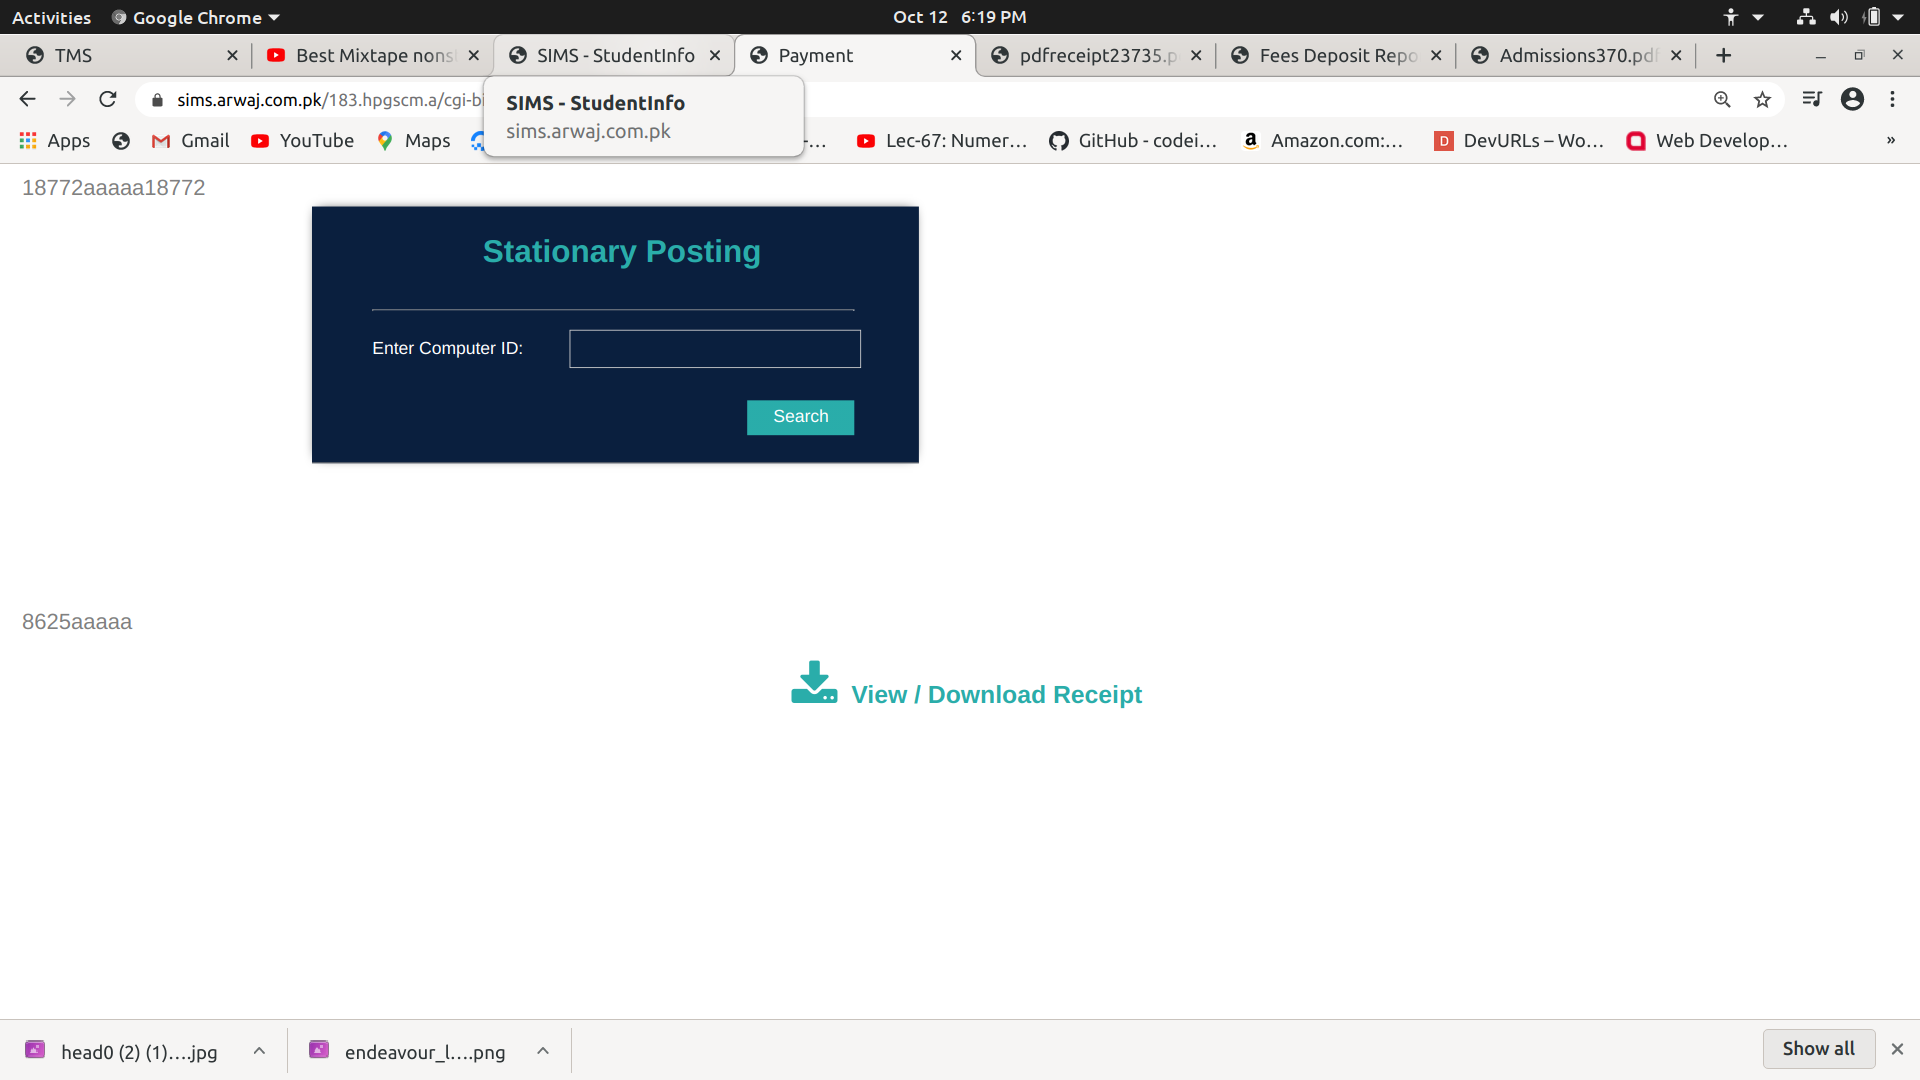 Activities Google Chrome Oct 12 6:19 PM
TMS Best Mixtape nons SIMS - StudentInfo Payment pdfreceipt23735.p Fees Deposit Repo Admissions370.pdf
sims.arwaj.com.pk/183.hpgscm.a/cgi-bi
SIMS - StudentInfo
sims.arwaj.com.pk
Apps Gmail YouTube Maps -... Lec-67: Numer... GitHub - codei... Amazon.com:... DevURLs – Wo... Web Develop... »
18772aaaaa18772
Stationary Posting
Enter Computer ID:
Search
8625aaaaa
View / Download Receipt
head0 (2) (1)....jpg endeavour_l....png Show all